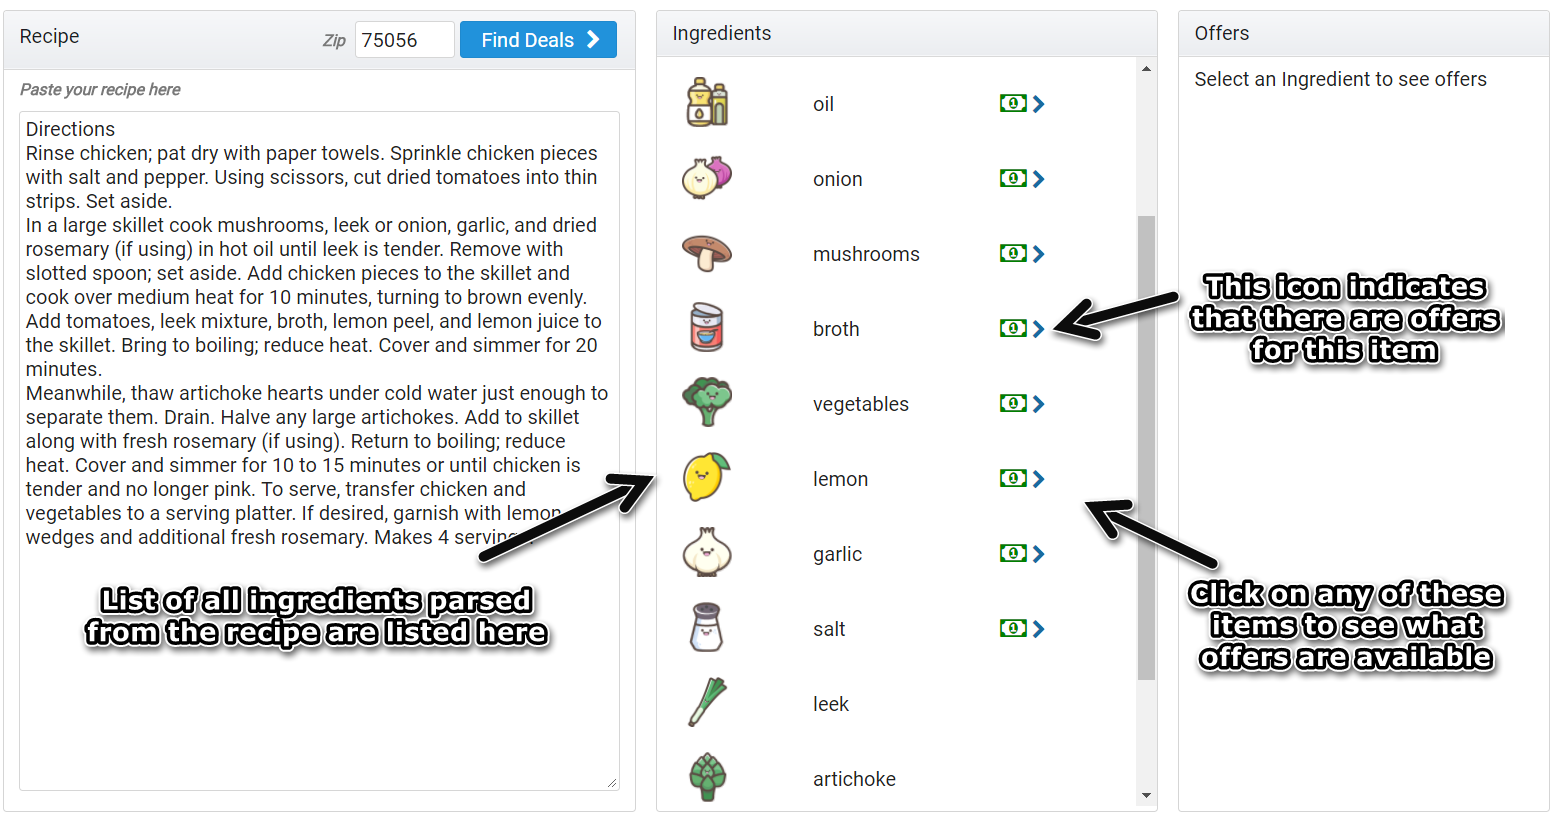 Recipe
Zip
75056
Find Deals
Paste your recipe here
Directions
Rinse chicken; pat dry with paper towels. Sprinkle chicken pieces
with salt and pepper. Using scissors, cut dried tomatoes into thin
strips. Set aside.
In a large skillet cook mushrooms, leek or onion, garlic, and dried
rosemary (if using) in hot oil until leek is tender. Remove with
slotted spoon; set aside. Add chicken pieces to the skillet and
cook over medium heat for 10 minutes, turning to brown evenly.
Add tomatoes, leek mixture, broth, lemon peel, and lemon juice to
the skillet. Bring to boiling; reduce heat. Cover and simmer for 20
minutes.
Meanwhile, thaw artichoke hearts under cold water just enough to
separate them. Drain. Halve any large artichokes. Add to skillet
along with fresh rosemary (if using). Return to boiling; reduce
heat. Cover and simmer for 10 to 15 minutes or until chicken is
tender and no longer pink. To serve, transfer chicken and
vegetables to a serving platter. If desired, garnish with lemon
wedges and additional fresh rosemary. Makes 4 servings.
List of all ingredients parsed
from the recipe are listed here
Ingredients
oil
onion
mushrooms
broth
vegetables
lemon
garlic
salt
leek
artichoke
Offers
Select an Ingredient to see offers
This icon indicates
that there are offers
for this item
Click on any of these
items to see what
offers are available